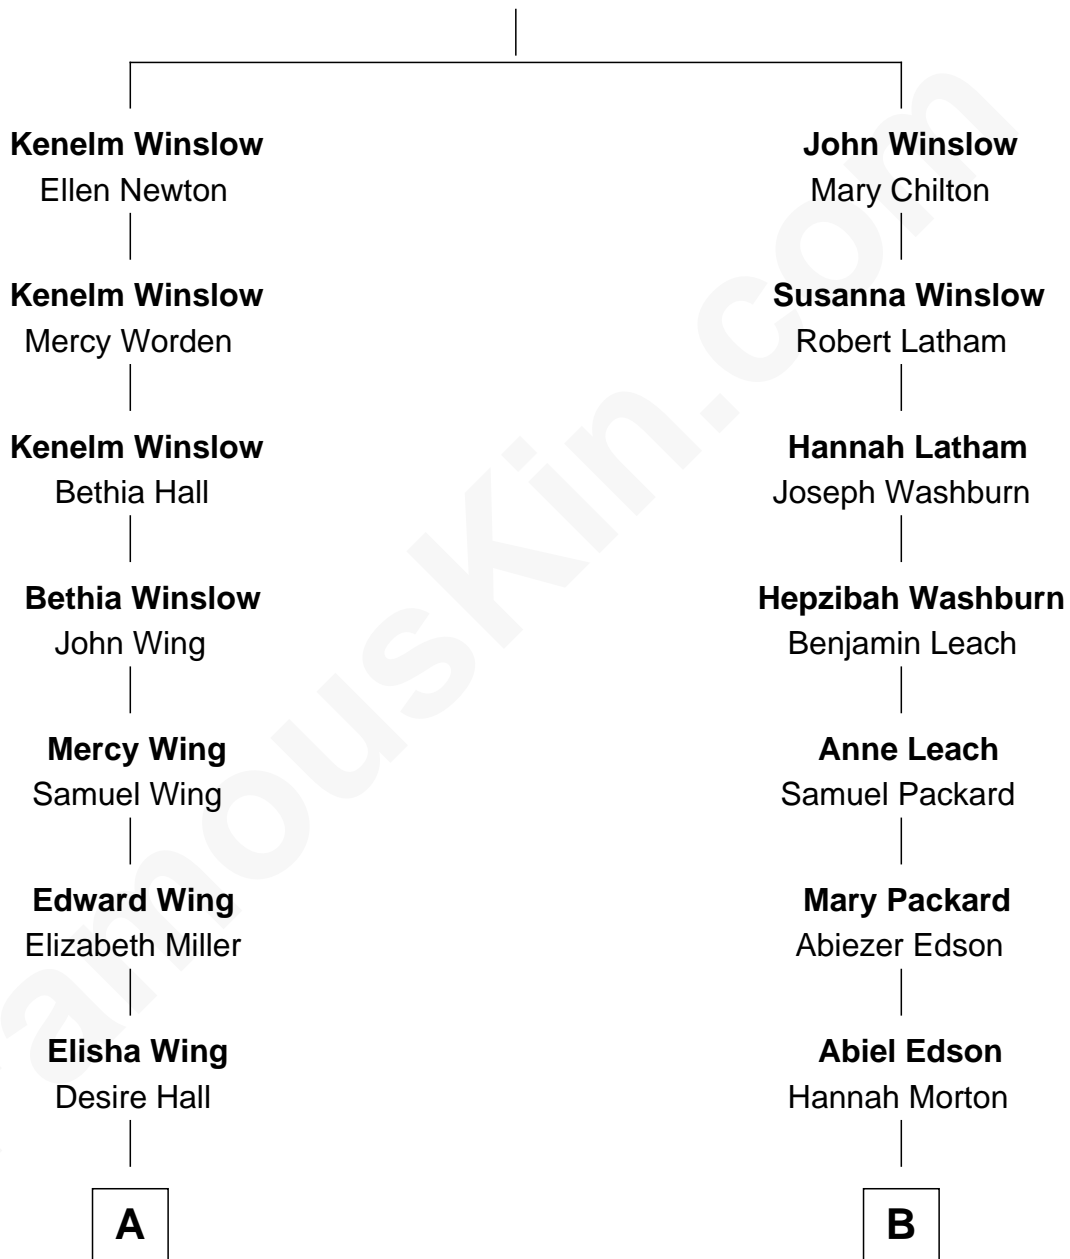 Kenelm Winslow
Ellen Newton
Kenelm Winslow
Mercy Worden
Kenelm Winslow
Bethia Hall
Bethia Winslow
John Wing
Mercy Wing
Samuel Wing
Edward Wing
Elizabeth Miller
Elisha Wing
Desire Hall
A
John Winslow
Mary Chilton
Susanna Winslow
Robert Latham
Hannah Latham
Joseph Washburn
Hepzibah Washburn
Benjamin Leach
Anne Leach
Samuel Packard
Mary Packard
Abiezer Edson
Abiel Edson
Hannah Morton
B
amousKin.com